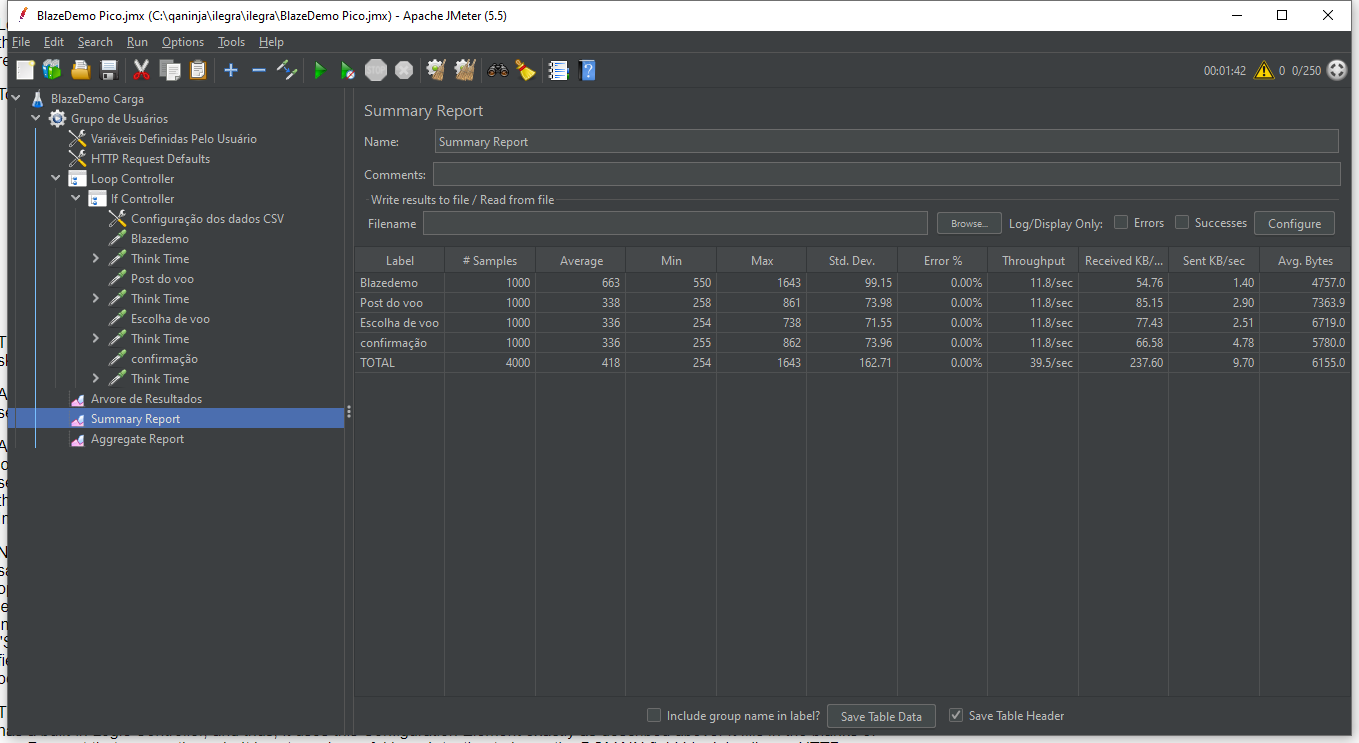 BlazeDemo Pico.jmx (C:\qaninja\ilegra\ilegra\BlazeDemo Pico.jmx) - Apache JMeter (5.5)
File Edit Search Run Options Tools Help
00:01:42 0 0/250
BlazeDemo Carga
Grupo de Usuários
Variáveis Definidas Pelo Usuário
HTTP Request Defaults
Loop Controller
If Controller
Configuração dos dados CSV
Blazedemo
Think Time
Post do voo
Think Time
Escolha de voo
Think Time
confirmação
Think Time
Arvore de Resultados
Summary Report
Aggregate Report
Summary Report
Name: Summary Report
Comments:
Write results to file / Read from file
Filename Browse... Log/Display Only: Errors Successes Configure
Label # Samples Average Min Max Std. Dev. Error % Throughput Received KB/... Sent KB/sec Avg. Bytes
Blazedemo 1000 663 550 1643 99.15 0.00% 11.8/sec 54.76 1.40 4757.0
Post do voo 1000 338 258 861 73.98 0.00% 11.8/sec 85.15 2.90 7363.9
Escolha de voo 1000 336 254 738 71.55 0.00% 11.8/sec 77.43 2.51 6719.0
confirmação 1000 336 255 862 73.96 0.00% 11.8/sec 66.58 4.78 5780.0
TOTAL 4000 418 254 1643 162.71 0.00% 39.5/sec 237.60 9.70 6155.0
Include group name in label? Save Table Data Save Table Header